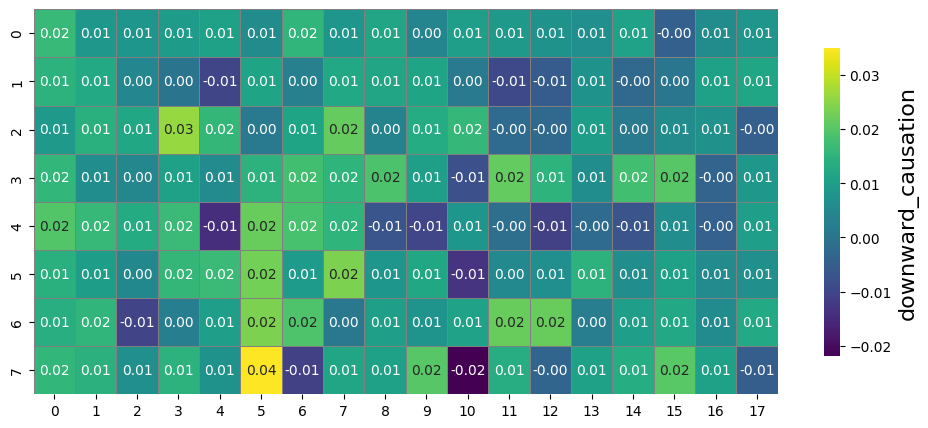 0 0.02 0.01 0.01 0.01 0.01 0.01 0.02 0.01 0.01 0.00 0.01 0.01 0.01 0.01 0.01 -0.00 0.01 0.01
1 0.01 0.01 0.00 0.00 -0.01 0.01 0.00 0.01 0.01 0.01 0.00 -0.01 -0.01 0.01 -0.00 0.00 0.01 0.01
2 0.01 0.01 0.01 0.03 0.02 0.00 0.01 0.02 0.00 0.01 0.02 -0.00 -0.00 0.01 0.00 0.01 0.01 -0.00
3 0.02 0.01 0.00 0.01 0.01 0.01 0.02 0.02 0.02 0.01 -0.01 0.02 0.01 0.01 0.02 0.02 -0.00 0.01
4 0.02 0.02 0.01 0.02 -0.01 0.02 0.02 0.02 -0.01 -0.01 0.01 -0.00 -0.01 -0.00 -0.01 0.01 -0.00 0.01
5 0.01 0.01 0.00 0.02 0.02 0.02 0.01 0.02 0.01 0.01 -0.01 0.00 0.01 0.01 0.01 0.01 0.01 0.01
6 0.01 0.02 -0.01 0.00 0.01 0.02 0.02 0.00 0.01 0.01 0.01 0.02 0.02 0.00 0.01 0.01 0.01 0.01
7 0.02 0.01 0.01 0.01 0.01 0.04 -0.01 0.01 0.01 0.02 -0.02 0.01 -0.00 0.01 0.01 0.02 0.01 -0.01
0 1 2 3 4 5 6 7 8 9 10 11 12 13 14 15 16 17
0.03
0.02
0.01
0.00
−0.01
−0.02
downward_causation